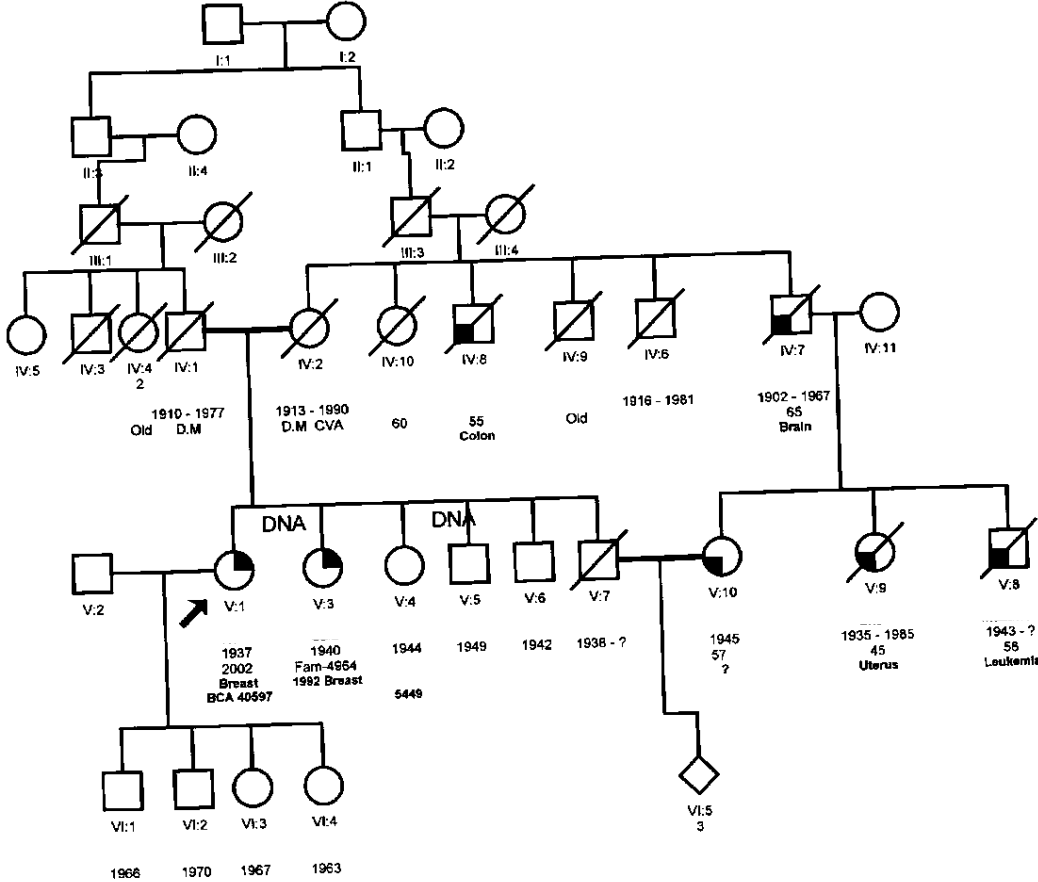 I:1 I:2
II:3 II:4 II:1 II:2
III:1 III:2 III:3 III:4
IV:5 IV:3 IV:4 IV:1 IV:2 IV:10 IV:8 IV:9 IV:6 IV:7 IV:11
2
1910 - 1977 1913 - 1990 1916 - 1981 1902 - 1967
Old D.M D.M CVA 60 55 Old 65
Colon Brain
DNA DNA
V:2 V:1 V:3 V:4 V:5 V:6 V:7 V:10 V:9 V:8
1937 1940 1944 1949 1942 1938 - ? 1945 1935 - 1985 1943 - ?
2002 Fam-4964 57 45 58
Breast 1992 Breast ? Uterus Leukemia
BCA 40597 5449
VI:1 VI:2 VI:3 VI:4 VI:5
3
1966 1970 1967 1963